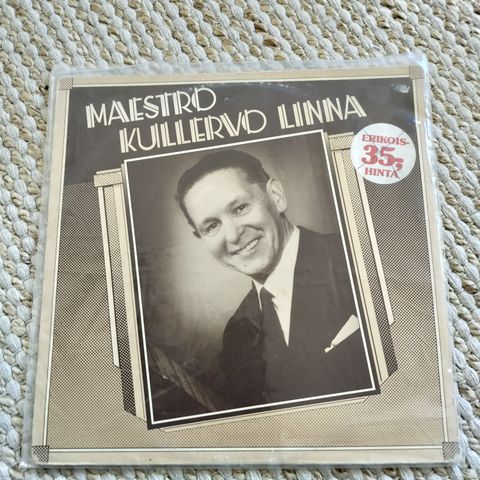 MAESTRO
KULLERVO LINNA
ERIKOIS-
35,-
HINTA